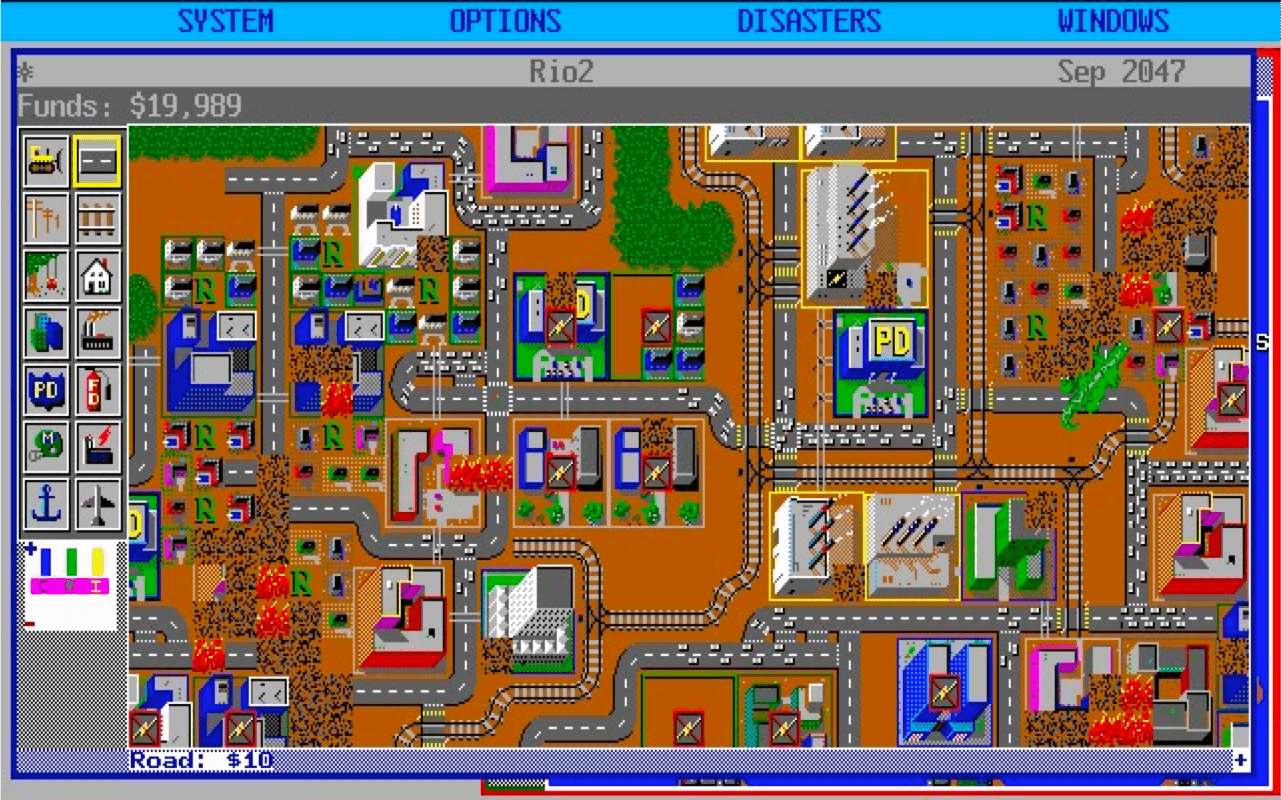 SYSTEM OPTIONS DISASTERS WINDOWS
Rio2 Sep 2047
Funds: $19,989
R
R
R
PD
R
R
R
PD
FD
M
R
R
R
C R I
Road: $10